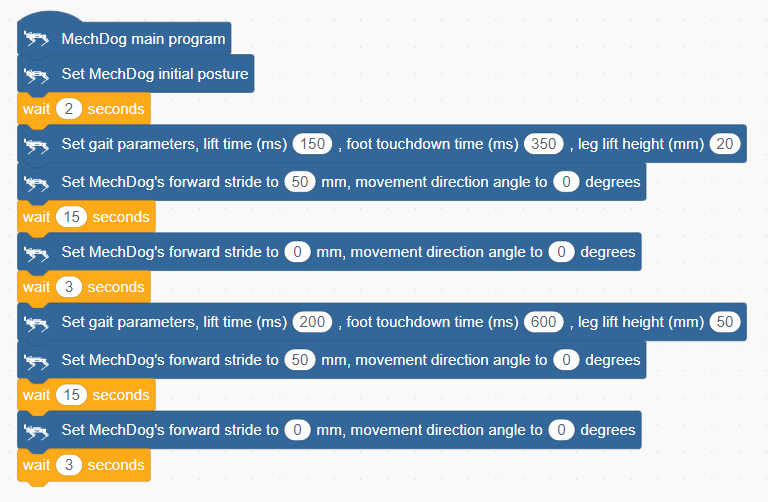 MechDog main program
Set MechDog initial posture
wait 2 seconds
Set gait parameters, lift time (ms) 150 , foot touchdown time (ms) 350 , leg lift height (mm) 20
Set MechDog's forward stride to 50 mm, movement direction angle to 0 degrees
wait 15 seconds
Set MechDog's forward stride to 0 mm, movement direction angle to 0 degrees
wait 3 seconds
Set gait parameters, lift time (ms) 200 , foot touchdown time (ms) 600 , leg lift height (mm) 50
Set MechDog's forward stride to 50 mm, movement direction angle to 0 degrees
wait 15 seconds
Set MechDog's forward stride to 0 mm, movement direction angle to 0 degrees
wait 3 seconds